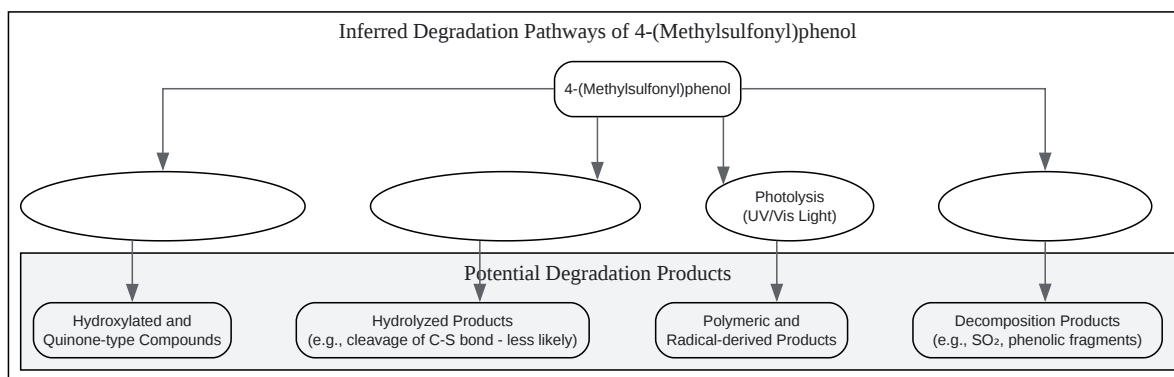 Inferred Degradation Pathways of 4-(Methylsulfonyl)phenol
4-(Methylsulfonyl)phenol
Photolysis
(UV/Vis Light)
Potential Degradation Products
Hydroxylated and
Quinone-type Compounds
Hydrolyzed Products
(e.g., cleavage of C-S bond - less likely)
Polymeric and
Radical-derived Products
Decomposition Products
(e.g., SO₂, phenolic fragments)